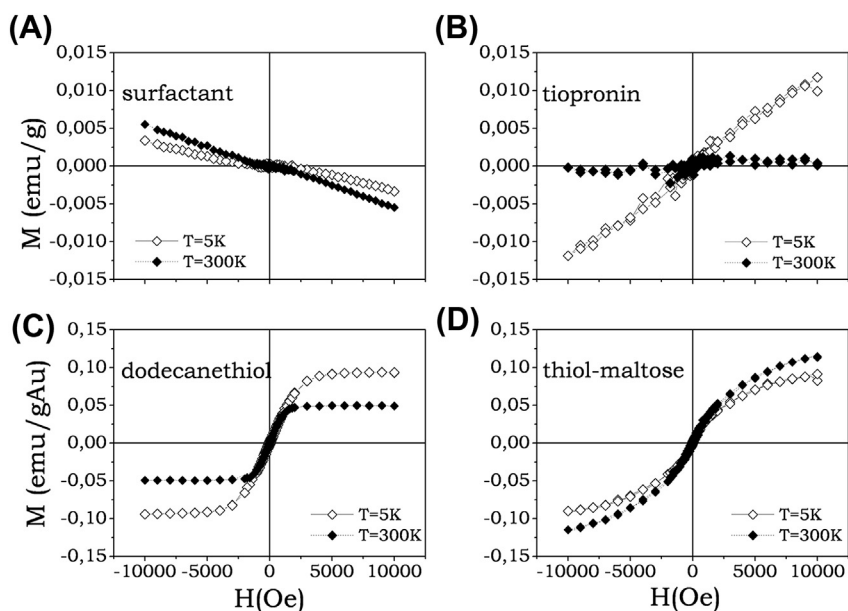 (A)
0,015
0,010
0,005
0,000
-0,005
-0,010
-0,015
M (emu/g)
surfactant
T=5K
T=300K
(B)
0,015
0,010
0,005
0,000
-0,005
-0,010
-0,015
tiopronin
T=5K
T=300K
(C)
0,15
0,10
0,05
0,00
-0,05
-0,10
-0,15
M (emu/gAu)
dodecanethiol
T=5K
T=300K
-10000 -5000 0 5000 10000
H(Oe)
(D)
0,15
0,10
0,05
0,00
-0,05
-0,10
-0,15
thiol-maltose
T=5K
T=300K
-10000 -5000 0 5000 10000
H(Oe)